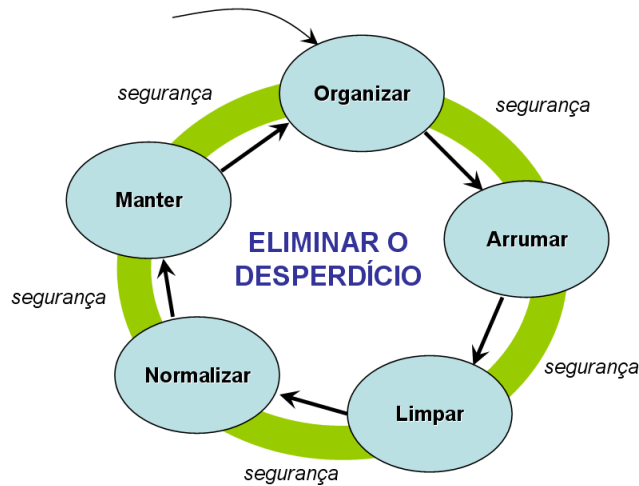 Organizar
segurança
segurança
Manter
Arrumar
ELIMINAR O
DESPERDÍCIO
segurança
segurança
Normalizar
Limpar
segurança